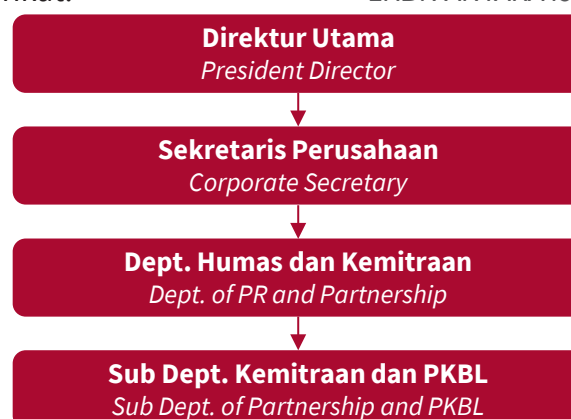 Direktur Utama
President Director
Sekretaris Perusahaan
Corporate Secretary
Dept. Humas dan Kemitraan
Dept. of PR and Partnership
Sub Dept. Kemitraan dan PKBL
Sub Dept. of Partnership and PKBL